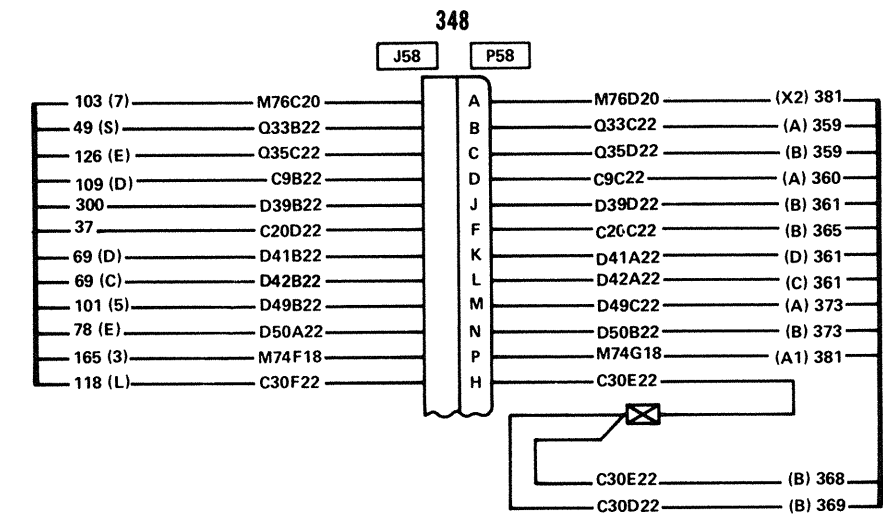 348
J58 P58
103 (7) M76C20 A M76D20 (X2) 381
49 (S) Q33B22 B Q33C22 (A) 359
126 (E) Q35C22 C Q35D22 (B) 359
109 (D) C9B22 D C9C22 (A) 360
300 D39B22 J D39D22 (B) 361
37 C20D22 F C20C22 (B) 365
69 (D) D41B22 K D41A22 (D) 361
69 (C) D42B22 L D42A22 (C) 361
101 (5) D49B22 M D49C22 (A) 373
78 (E) D50A22 N D50B22 (B) 373
165 (3) M74F18 P M74G18 (A1) 381
118 (L) C30F22 H C30E22
C30E22 (B) 368
C30D22 (B) 369